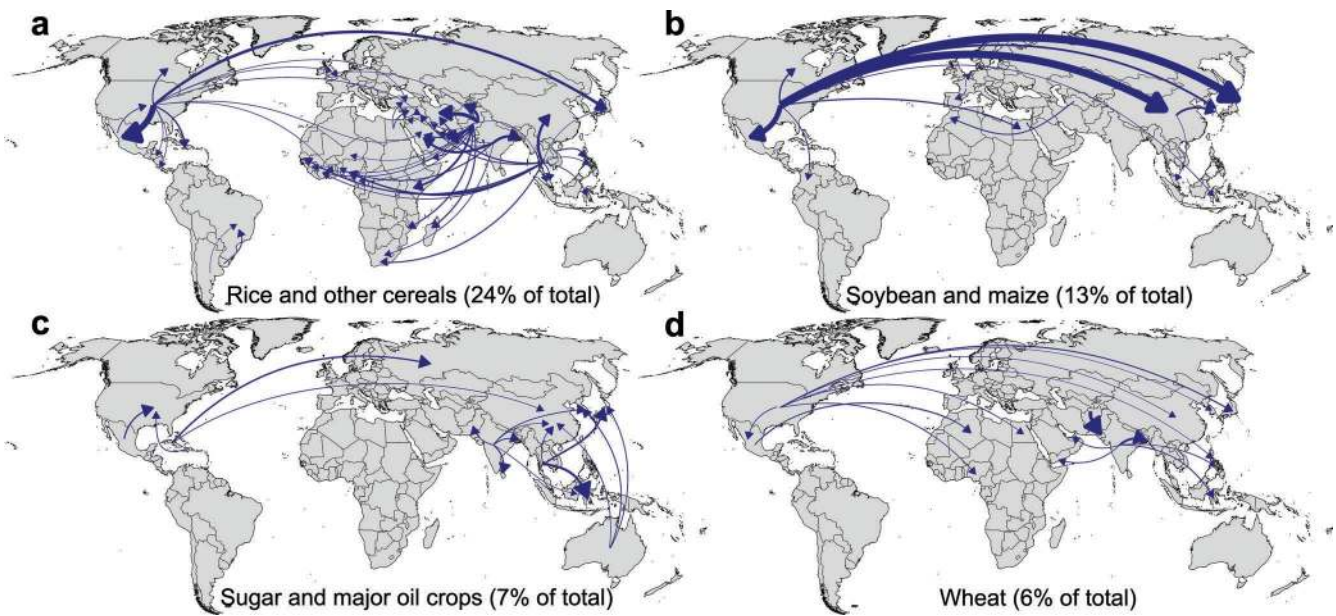 a
b
Rice and other cereals (24% of total)
Soybean and maize (13% of total)
c
d
Sugar and major oil crops (7% of total)
Wheat (6% of total)